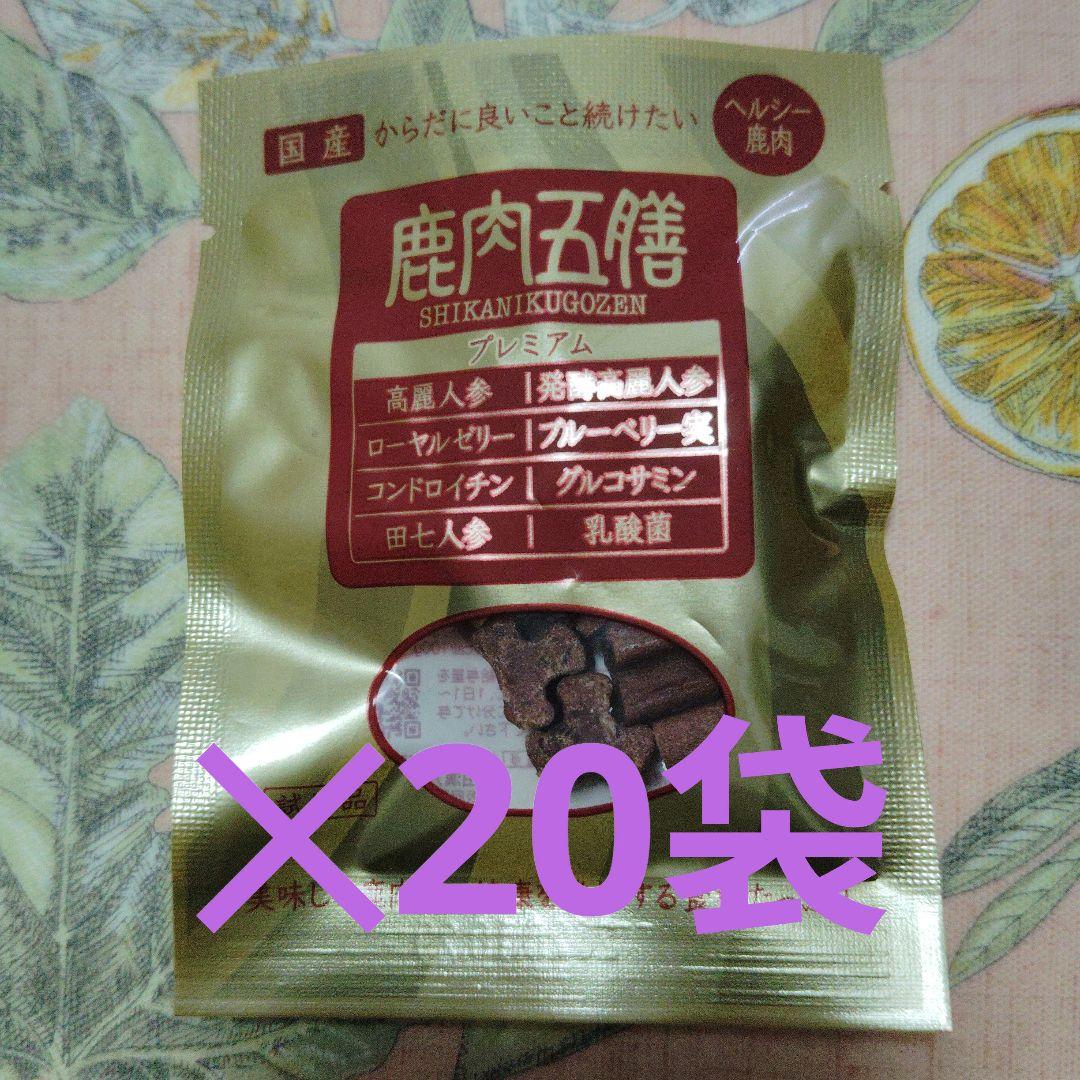 国産 からだに良いこと続けたい
ヘルシー
鹿肉
鹿肉五膳
SHIKANIKUGOZEN
プレミアム
高麗人参 | 発酵高麗人参
ローヤルゼリー | ブルーベリー実
コンドロイチン | グルコサミン
田七人参 | 乳酸菌
×20袋